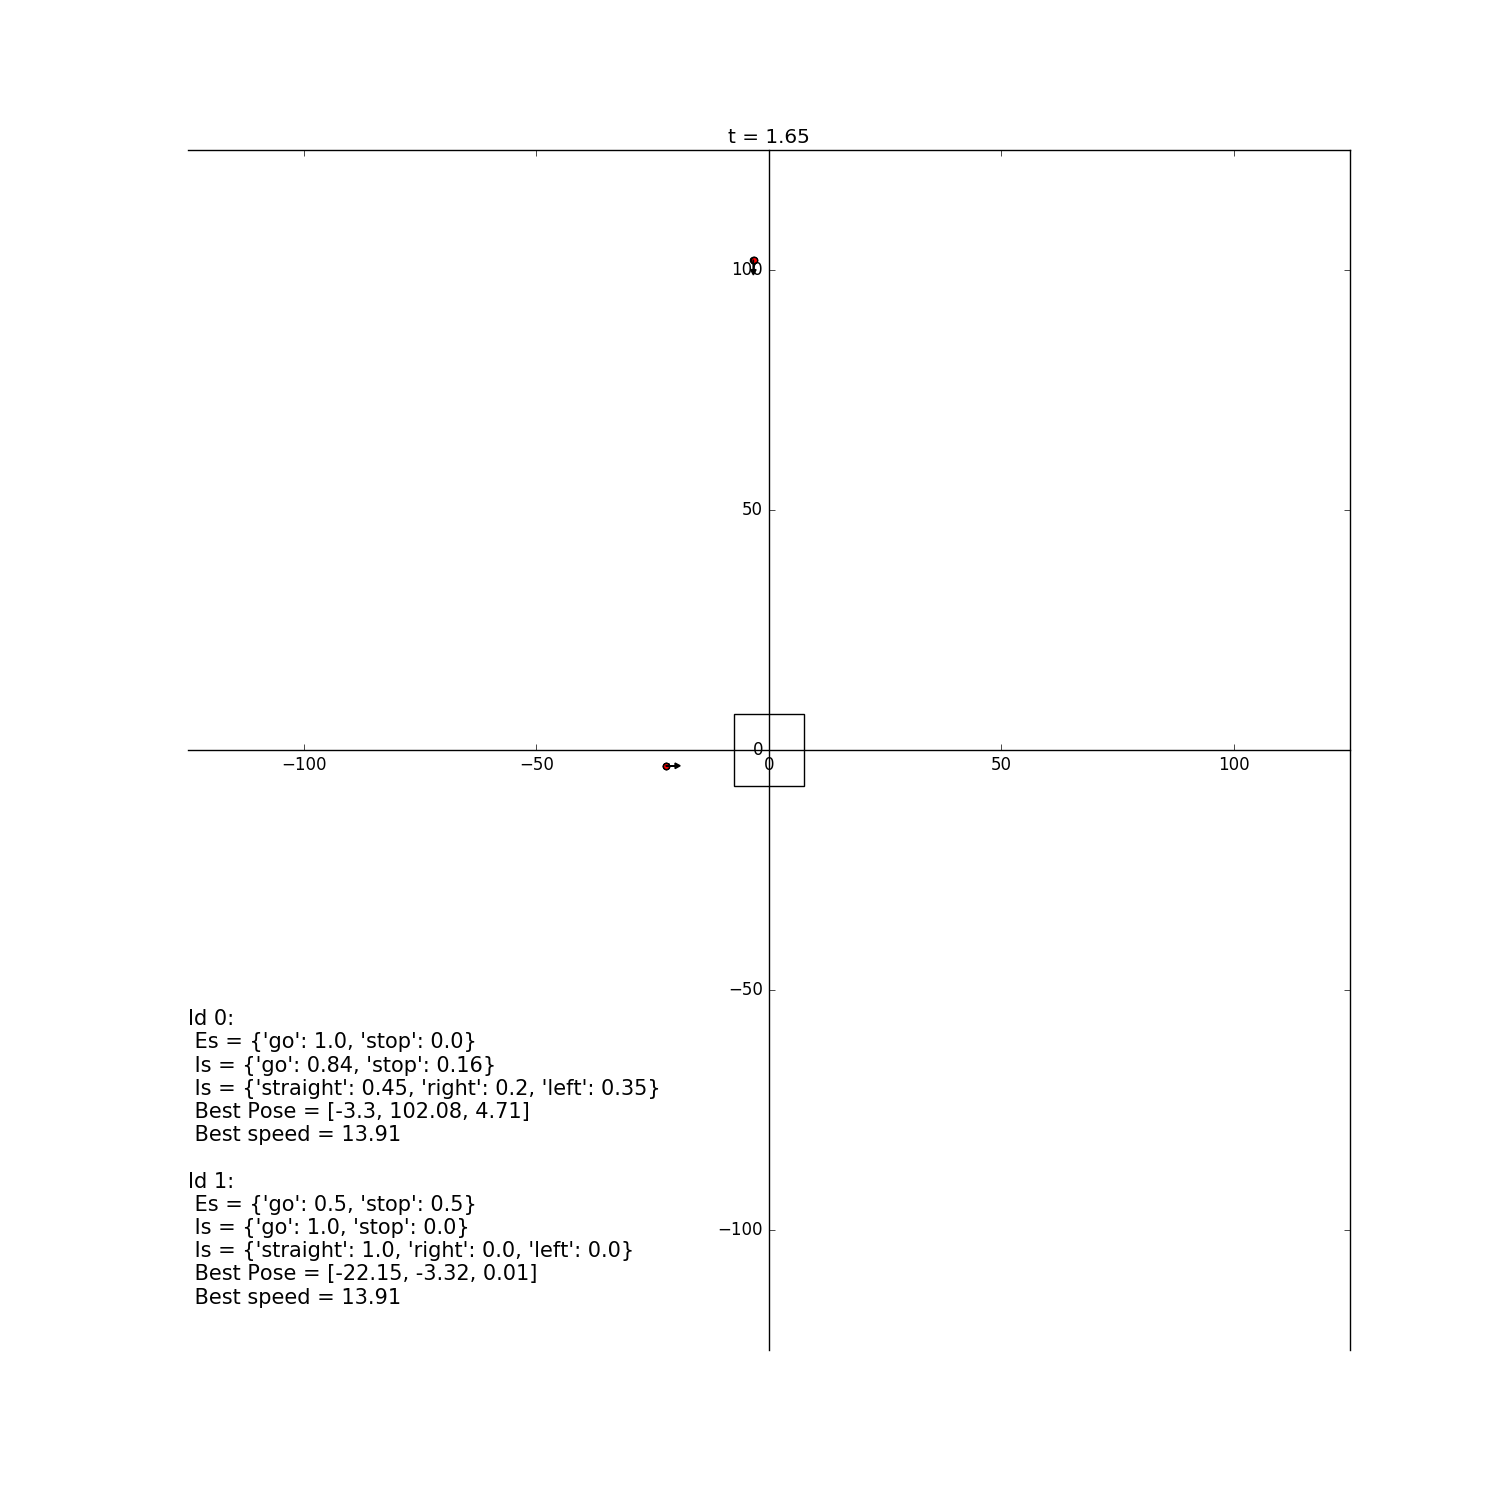 t = 1.65
100
50
−100
−50
0
0
50
100
−50
−100
Id 0:
Es = {'go': 1.0, 'stop': 0.0}
Is = {'go': 0.84, 'stop': 0.16}
Is = {'straight': 0.45, 'right': 0.2, 'left': 0.35}
Best Pose = [-3.3, 102.08, 4.71]
Best speed = 13.91
Id 1:
Es = {'go': 0.5, 'stop': 0.5}
Is = {'go': 1.0, 'stop': 0.0}
Is = {'straight': 1.0, 'right': 0.0, 'left': 0.0}
Best Pose = [-22.15, -3.32, 0.01]
Best speed = 13.91